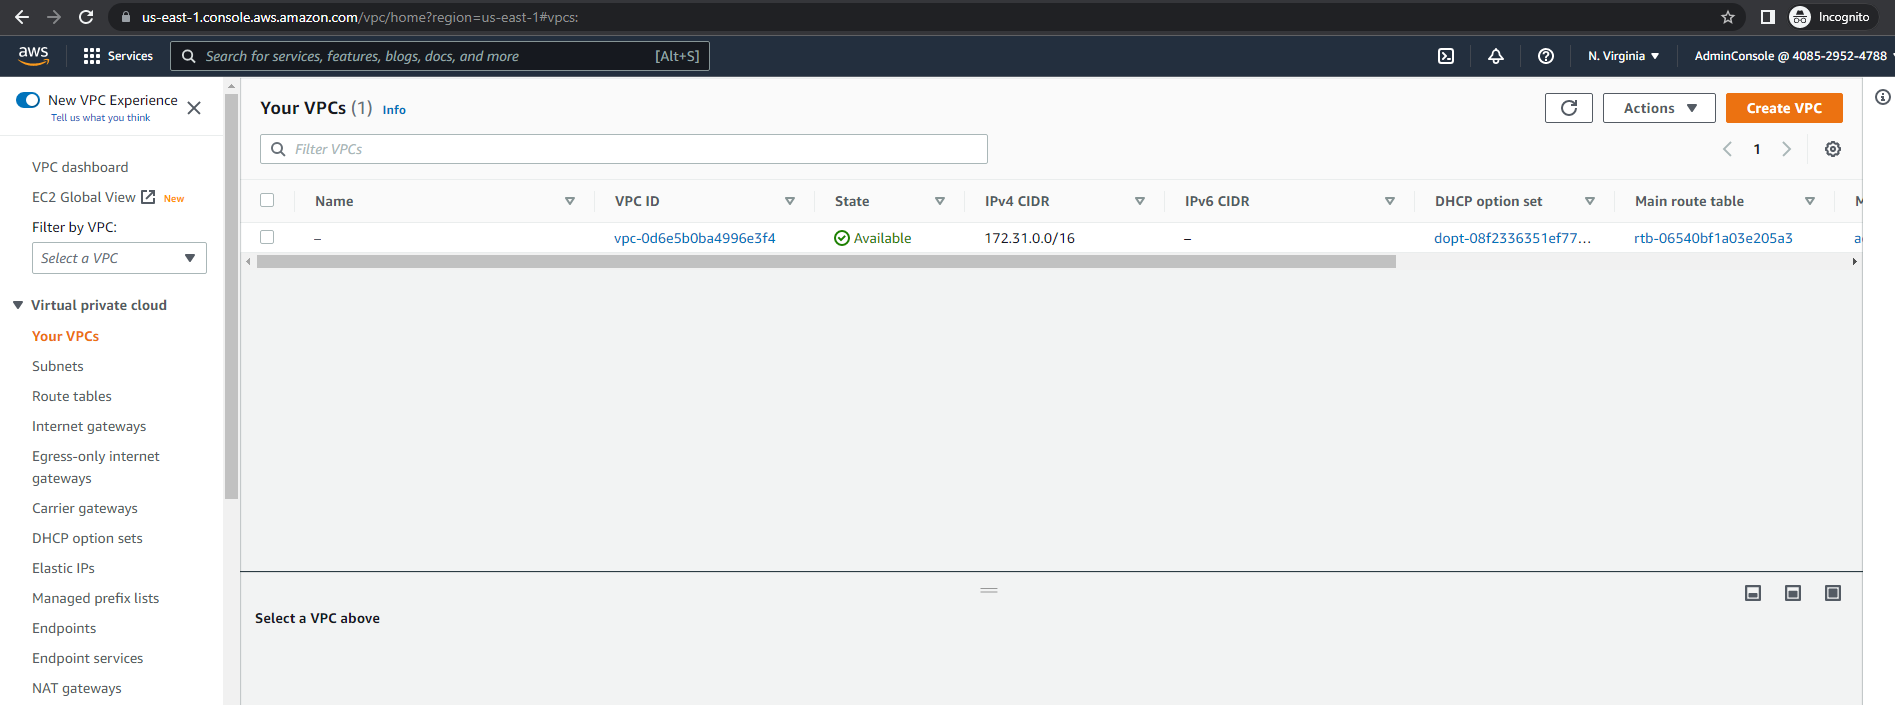 us-east-1.console.aws.amazon.com/vpc/home?region=us-east-1#vpcs:
Incognito
aws
Services
Search for services, features, blogs, docs, and more
[Alt+S]
N. Virginia
AdminConsole @ 4085-2952-4788
New VPC Experience
Tell us what you think
VPC dashboard
EC2 Global View
New
Filter by VPC:
Select a VPC
Virtual private cloud
Your VPCs
Subnets
Route tables
Internet gateways
Egress-only internet
gateways
Carrier gateways
DHCP option sets
Elastic IPs
Managed prefix lists
Endpoints
Endpoint services
NAT gateways
Your VPCs (1) Info
Actions
Create VPC
Filter VPCs
1
Name VPC ID State IPv4 CIDR IPv6 CIDR DHCP option set Main route table M
– vpc-0d6e5b0ba4996e3f4 Available 172.31.0.0/16 – dopt-08f2336351ef77... rtb-06540bf1a03e205a3 a
Select a VPC above